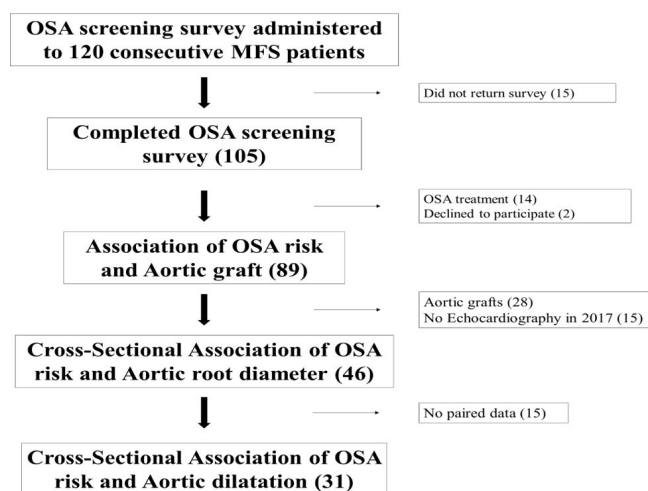 OSA screening survey administered
to 120 consecutive MFS patients
Did not return survey (15)
Completed OSA screening
survey (105)
OSA treatment (14)
Declined to participate (2)
Association of OSA risk
and Aortic graft (89)
Aortic grafts (28)
No Echocardiography in 2017 (15)
Cross-Sectional Association of OSA
risk and Aortic root diameter (46)
No paired data (15)
Cross-Sectional Association of OSA
risk and Aortic dilatation (31)